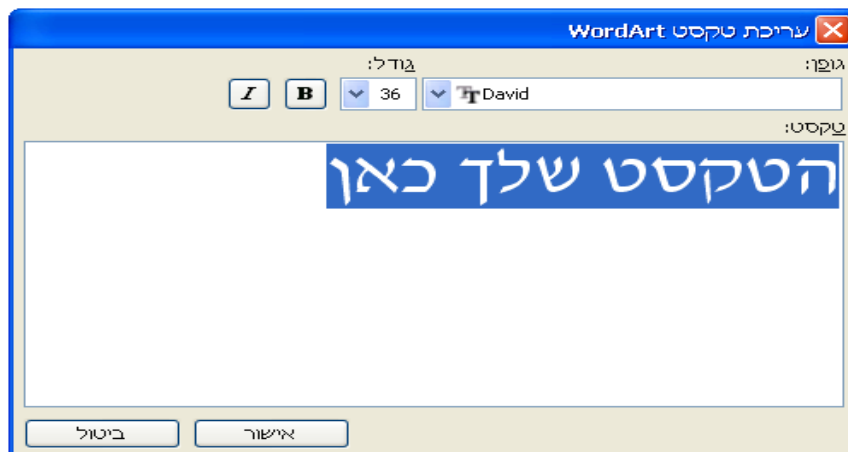 עריכת טקסט WordArt
גופן: גודל:
David 36 B I
טקסט:
הטקסט שלך כאן
אישור ביטול